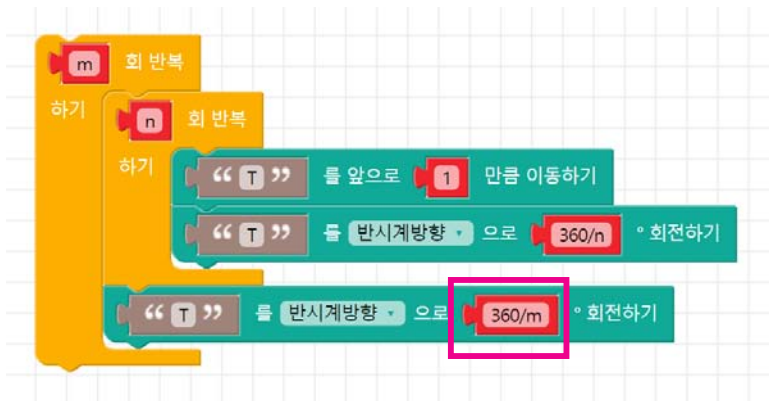 m 회 반복
하기
n 회 반복
하기
“ T ” 를 앞으로 1 만큼 이동하기
“ T ” 를 반시계방향 으로 360/n ° 회전하기
“ T ” 를 반시계방향 으로 360/m ° 회전하기